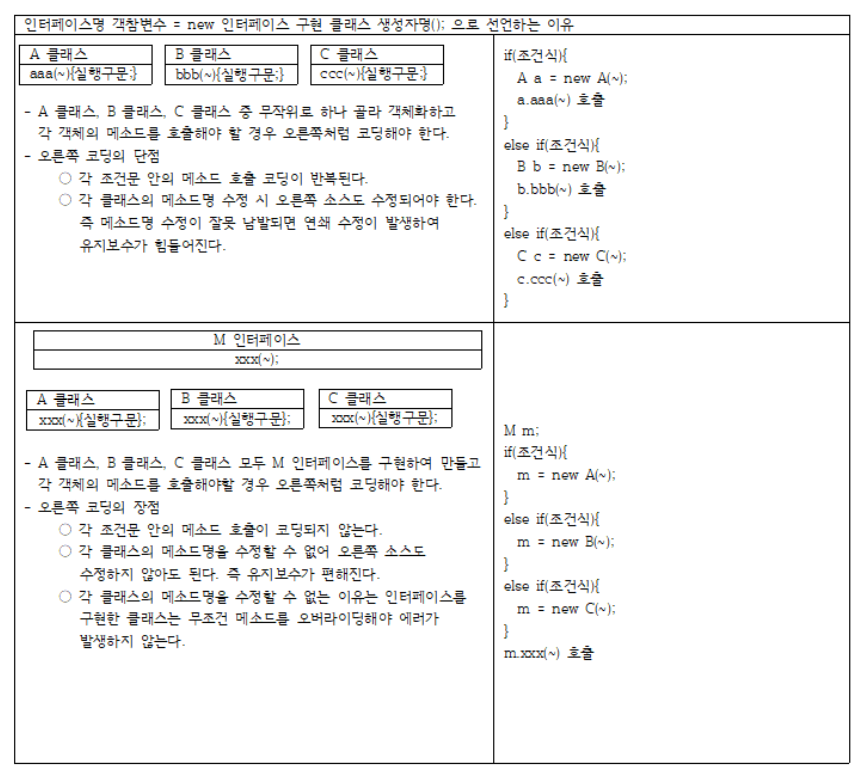 인터페이스명 객참변수 = new 인터페이스 구현 클래스 생성자명(); 으로 선언하는 이유
A 클래스
aaa(~){실행구문;}
B 클래스
bbb(~){실행구문;}
C 클래스
ccc(~){실행구문;}
- A 클래스, B 클래스, C 클래스 중 무작위로 하나 골라 객체화하고
각 객체의 메소드를 호출해야 할 경우 오른쪽처럼 코딩해야 한다.
- 오른쪽 코딩의 단점
○ 각 조건문 안의 메소드 호출 코딩이 반복된다.
○ 각 클래스의 메소드명 수정 시 오른쪽 소스도 수정되어야 한다.
즉 메소드명 수정이 잘못 남발되면 연쇄 수정이 발생하여
유지보수가 힘들어진다.
if(조건식){
A a = new A(~);
a.aaa(~) 호출
}
else if(조건식){
B b = new B(~);
b.bbb(~) 호출
}
else if(조건식){
C c = new C(~);
c.ccc(~) 호출
}
M 인터페이스
xxx(~);
A 클래스
xxx(~){실행구문};
B 클래스
xxx(~){실행구문};
C 클래스
xxx(~){실행구문};
- A 클래스, B 클래스, C 클래스 모두 M 인터페이스를 구현하여 만들고
각 객체의 메소드를 호출해야할 경우 오른쪽처럼 코딩해야 한다.
- 오른쪽 코딩의 장점
○ 각 조건문 안의 메소드 호출이 코딩되지 않는다.
○ 각 클래스의 메소드명을 수정할 수 없어 오른쪽 소스도
수정하지 않아도 된다. 즉 유지보수가 편해진다.
○ 각 클래스의 메소드명을 수정할 수 없는 이유는 인터페이스를
구현한 클래스는 무조건 메소드를 오버라이딩해야 에러가
발생하지 않는다.
M m;
if(조건식){
m = new A(~);
}
else if(조건식){
m = new B(~);
}
else if(조건식){
m = new C(~);
}
m.xxx(~) 호출